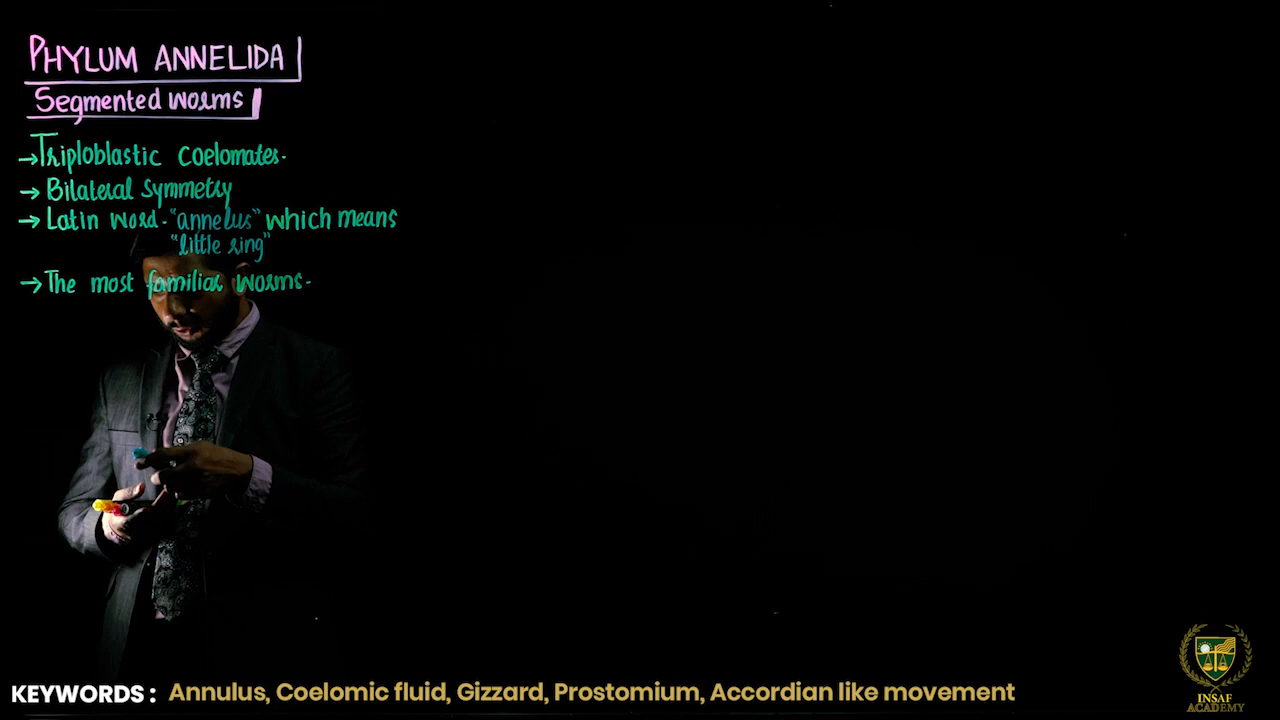 PHYLUM ANNELIDA
Segmented worms
→Triploblastic coelomates.
→ Bilateral symmetry
→ Latin word - "annelus" which means
"little ring"
→ The most familiar worms.
KEYWORDS : Annulus, Coelomic fluid, Gizzard, Prostomium, Accordian like movement
INSAF
ACADEMY